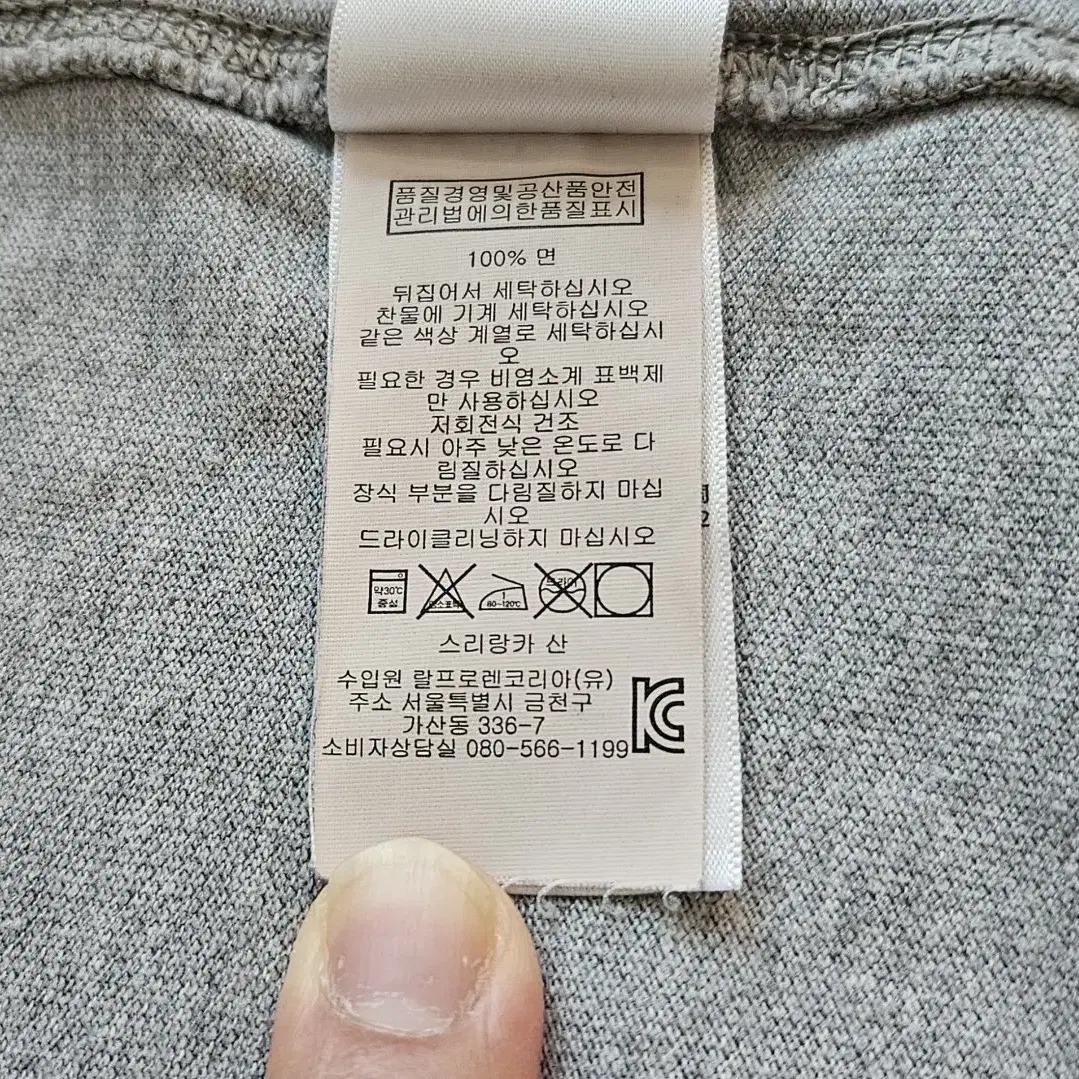 품질경영및공산품안전
관리법에의한품질표시
100% 면
뒤집어서 세탁하십시오
찬물에 기계 세탁하십시오
같은 색상 계열로 세탁하십시
오
필요한 경우 비염소계 표백제
만 사용하십시오
저회전식 건조
필요시 아주 낮은 온도로 다
림질하십시오
장식 부분을 다림질하지 마십
시오
드라이클리닝하지 마십시오
약30℃
중성
80~120℃
스리랑카 산
수입원 랄프로렌코리아(유)
주소 서울특별시 금천구
가산동 336-7
소비자상담실 080-566-1199